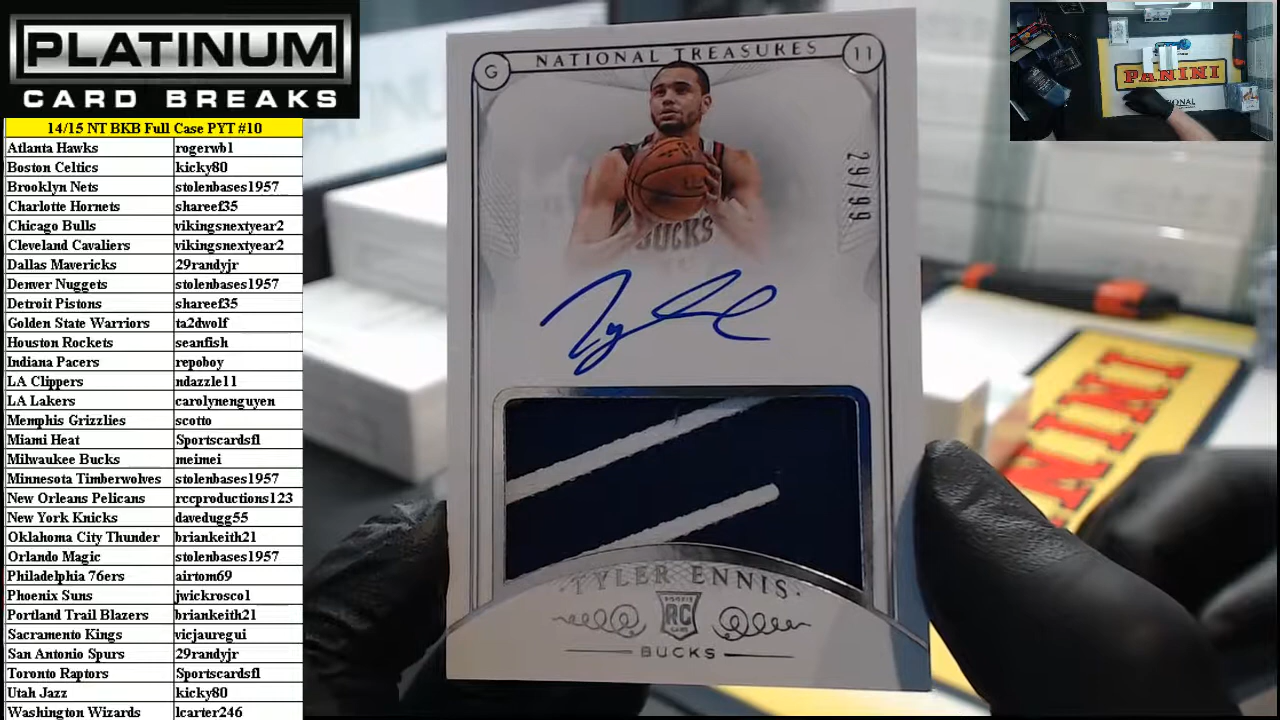 PLATINUM
CARD BREAKS
14/15 NT BKB Full Case PYT #10
Atlanta Hawks rogerwb1
Boston Celtics kicky80
Brooklyn Nets stolenbases1957
Charlotte Hornets shareef35
Chicago Bulls vikingsnextyear2
Cleveland Cavaliers vikingsnextyear2
Dallas Mavericks 29randyjr
Denver Nuggets stolenbases1957
Detroit Pistons shareef35
Golden State Warriors ta2dwolf
Houston Rockets seanfish
Indiana Pacers repoboy
LA Clippers ndazzle11
LA Lakers carolynenguyen
Memphis Grizzlies scotto
Miami Heat Sportscardsfl
Milwaukee Bucks meimei
Minnesota Timberwolves stolenbases1957
New Orleans Pelicans rccproductions123
New York Knicks davedugg55
Oklahoma City Thunder briankeith21
Orlando Magic stolenbases1957
Philadelphia 76ers airtom69
Phoenix Suns jwickrosco1
Portland Trail Blazers briankeith21
Sacramento Kings vicjauregui
San Antonio Spurs 29randyjr
Toronto Raptors Sportscardsfl
Utah Jazz kicky80
Washington Wizards lcarter246
G NATIONAL TREASURES 11
29/99
BUCKS
TYLER ENNIS
RC
BUCKS
PANINI